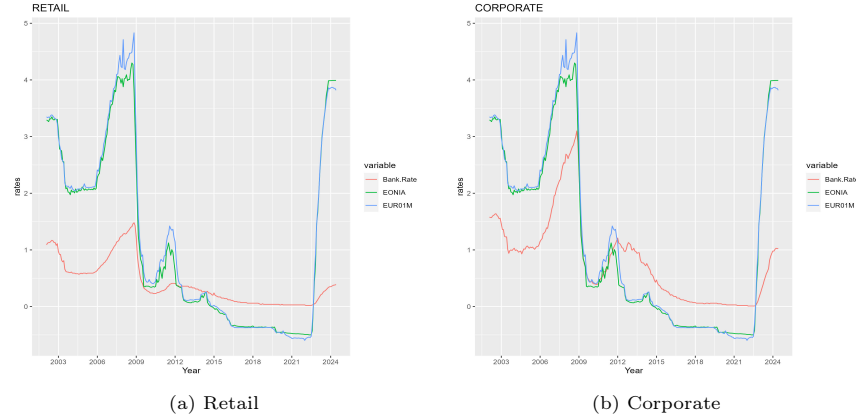 RETAIL
5
4
3
2
1
0
rates
2003
2006
2009
2012
2015
2018
2021
2024
Year
variable
Bank.Rate
EONIA
EUR01M
(a) Retail
CORPORATE
5
4
3
2
1
0
rates
2003
2006
2009
2012
2015
2018
2021
2024
Year
variable
Bank.Rate
EONIA
EUR01M
(b) Corporate